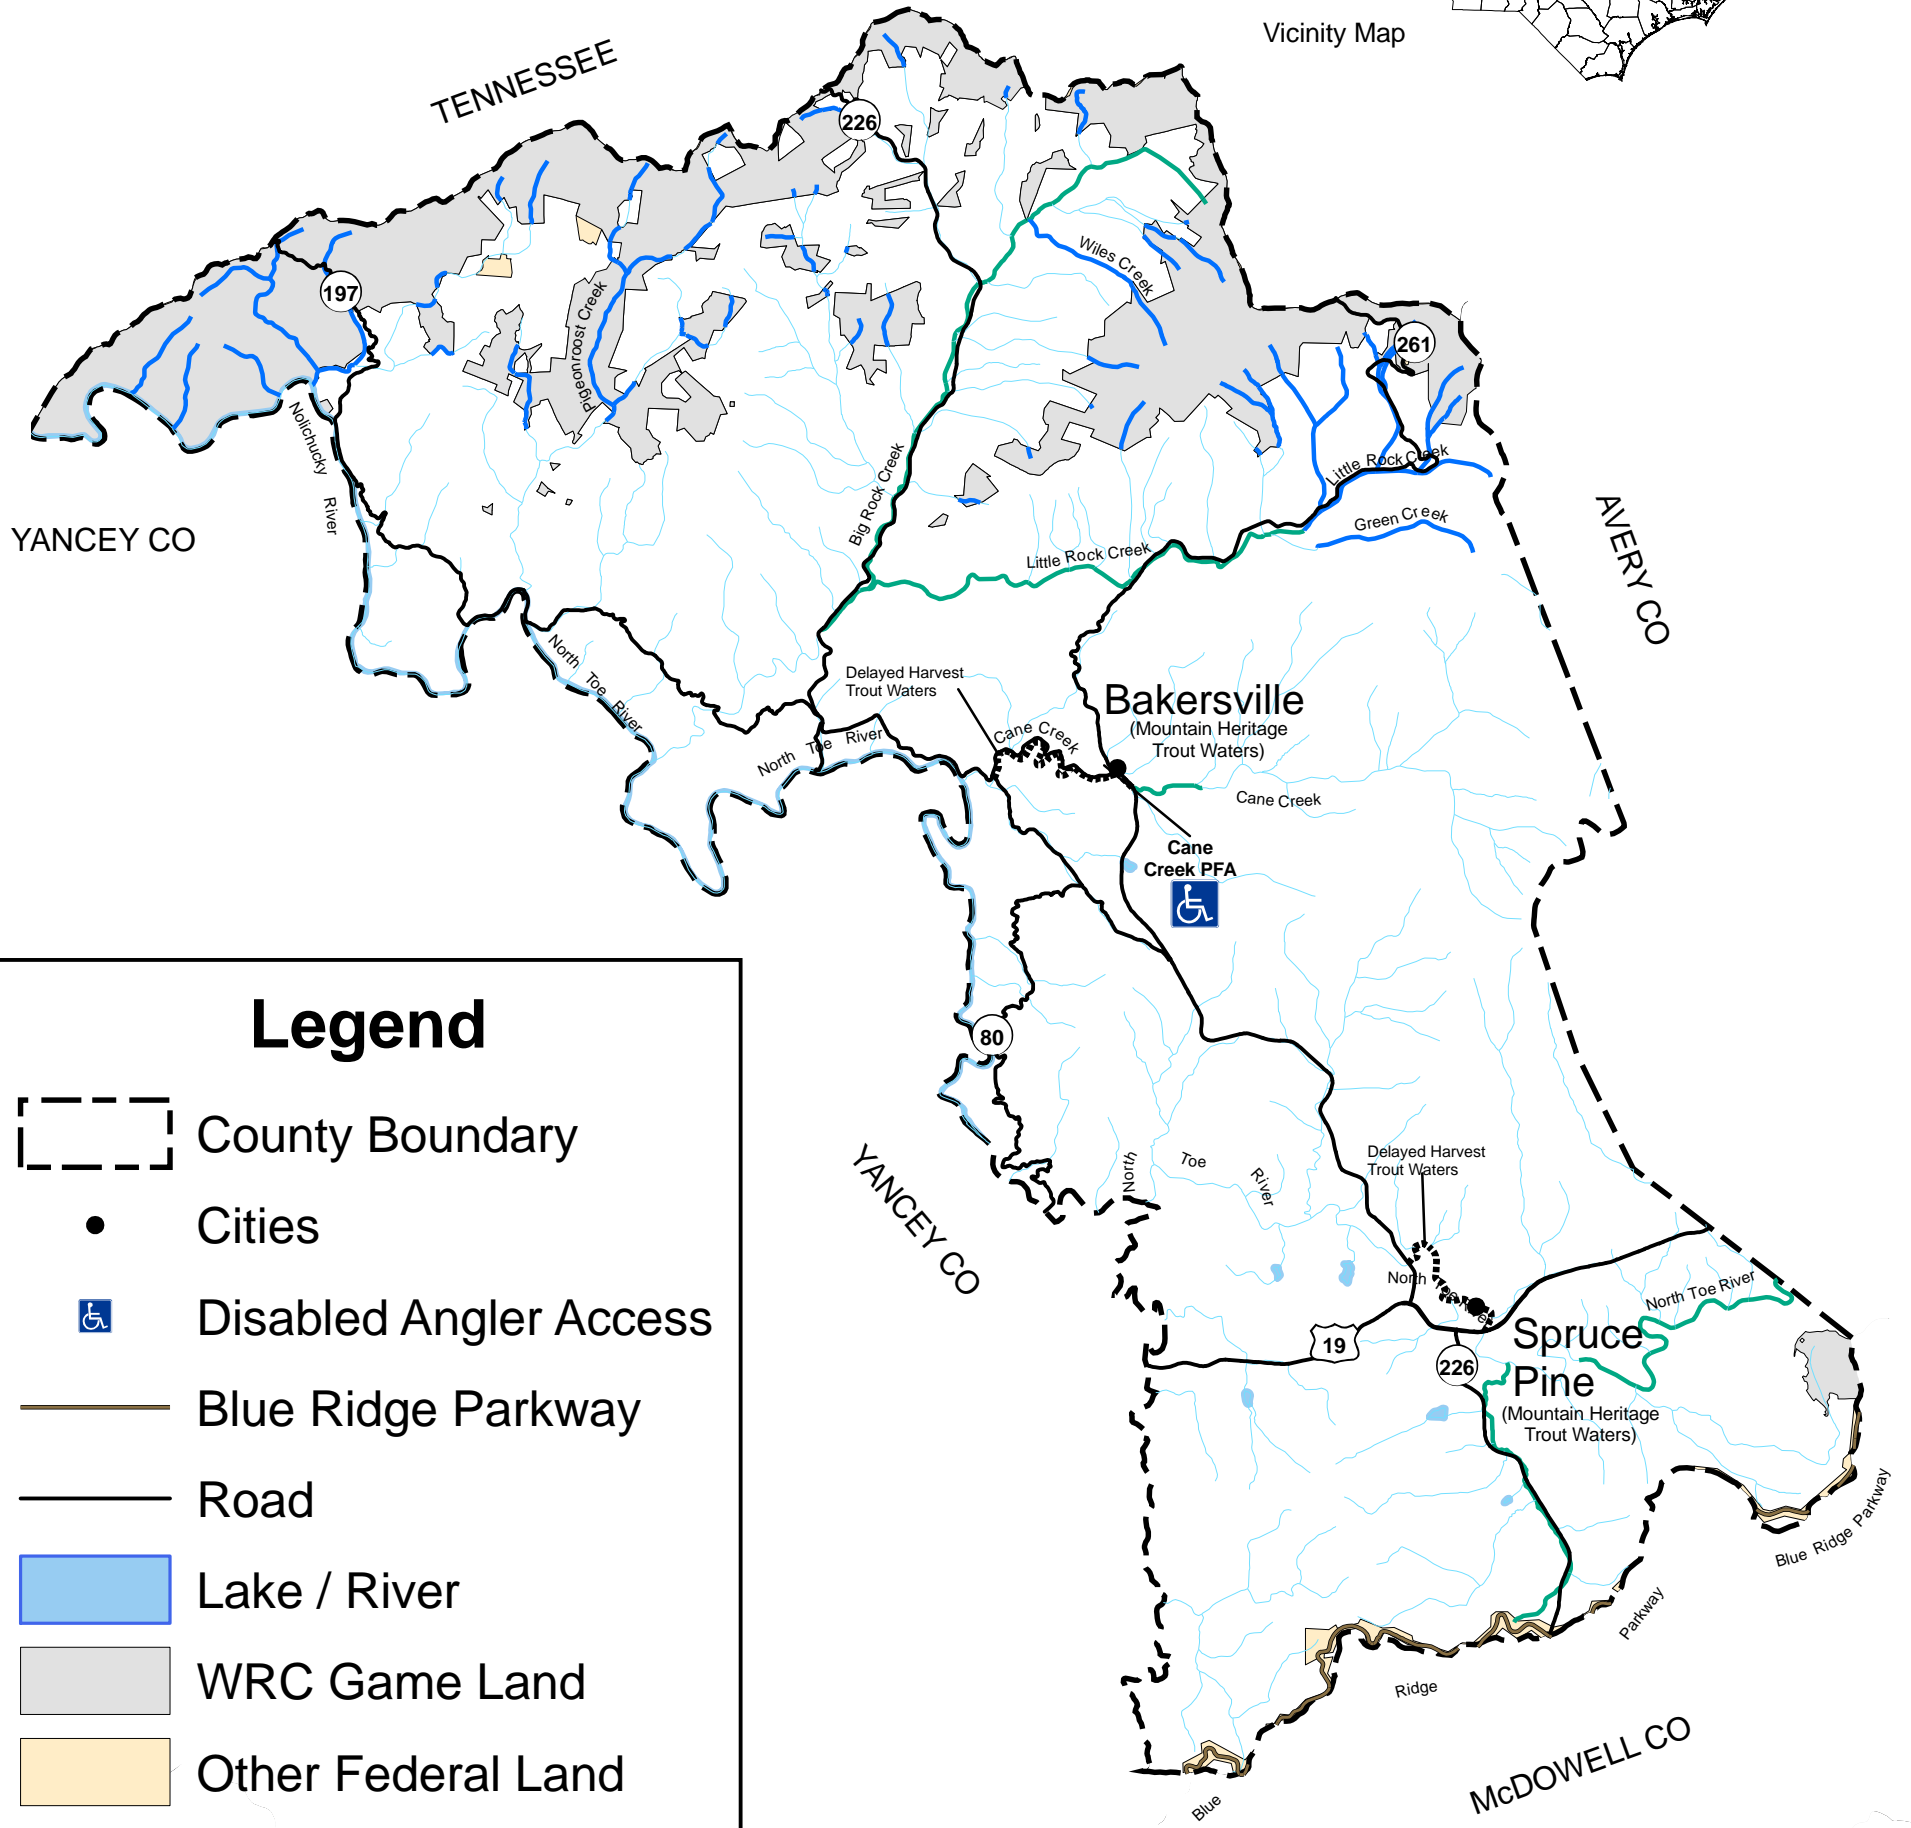 Vicinity Map
TENNESSEE
226
197
Wiles Creek
Pigeonroost Creek
261
Nolichucky River
Big Rock Creek
Little Rock Creek
Green Creek
YANCEY CO
AVERY CO
Little Rock Creek
North Toe River
Delayed Harvest
Trout Waters
Bakersville
(Mountain Heritage
Trout Waters)
Cane Creek
North Toe River
Cane Creek
Cane
Creek PFA
80
YANCEY CO
North Toe River
Delayed Harvest
Trout Waters
North Toe River
North Toe River
19
226
Spruce
Pine
(Mountain Heritage
Trout Waters)
Blue Ridge Parkway
Blue Ridge Parkway
McDOWELL CO
Legend
County Boundary
Cities
Disabled Angler Access
Blue Ridge Parkway
Road
Lake / River
WRC Game Land
Other Federal Land